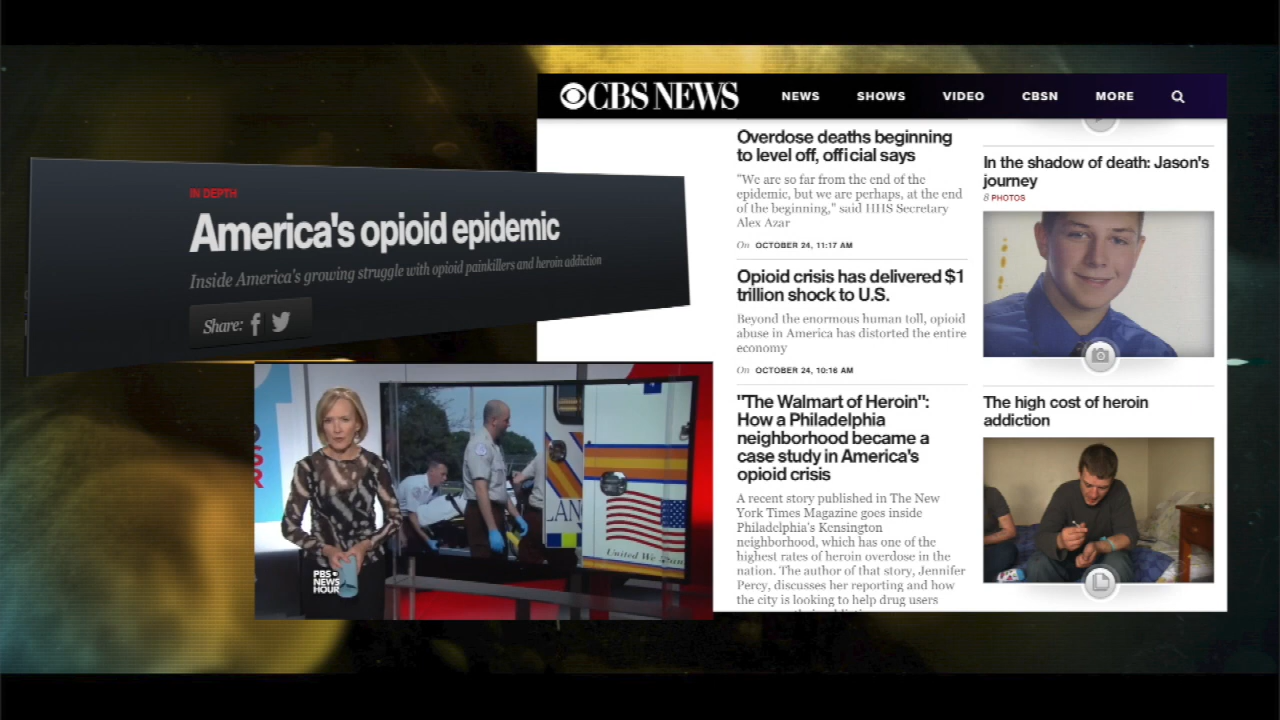 CBS NEWS
NEWS SHOWS VIDEO CBSN MORE
IN DEPTH
America's opioid epidemic
Inside America's growing struggle with opioid painkillers and heroin addiction
Share:
Overdose deaths beginning
to level off, official says
"We are so far from the end of the
epidemic, but we are perhaps, at the end
of the beginning," said HHS Secretary
Alex Azar
On OCTOBER 24, 11:17 AM
Opioid crisis has delivered $1
trillion shock to U.S.
Beyond the enormous human toll, opioid
abuse in America has distorted the entire
economy
On OCTOBER 24, 10:16 AM
"The Walmart of Heroin":
How a Philadelphia
neighborhood became a
case study in America's
opioid crisis
A recent story published in The New
York Times Magazine goes inside
Philadelphia's Kensington
neighborhood, which has one of the
highest rates of heroin overdose in the
nation. The author of that story, Jennifer
Percy, discusses her reporting and how
the city is looking to help drug users
In the shadow of death: Jason's
journey
8 PHOTOS
The high cost of heroin
addiction
LAN
United We
PBS
NEWS
HOUR